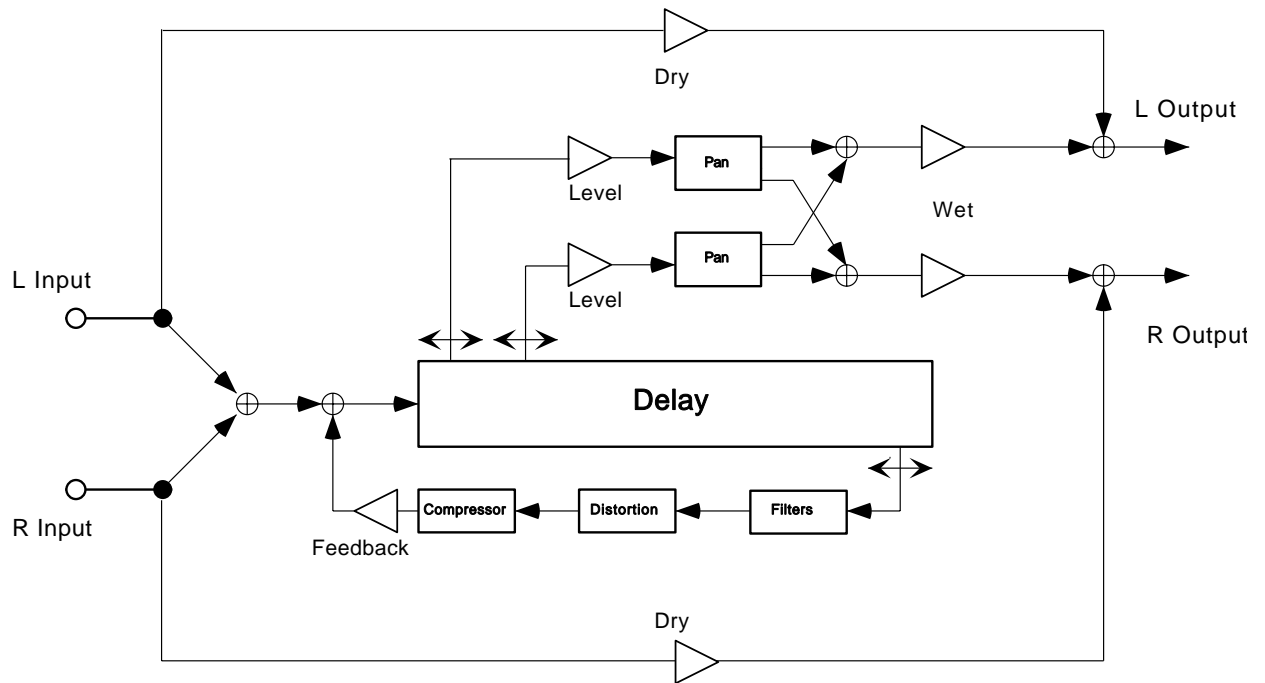 Dry
L Output
Pan
Level
Wet
Pan
L Input
Level
R Output
Delay
Compressor
Distortion
Filters
R Input
Feedback
Dry